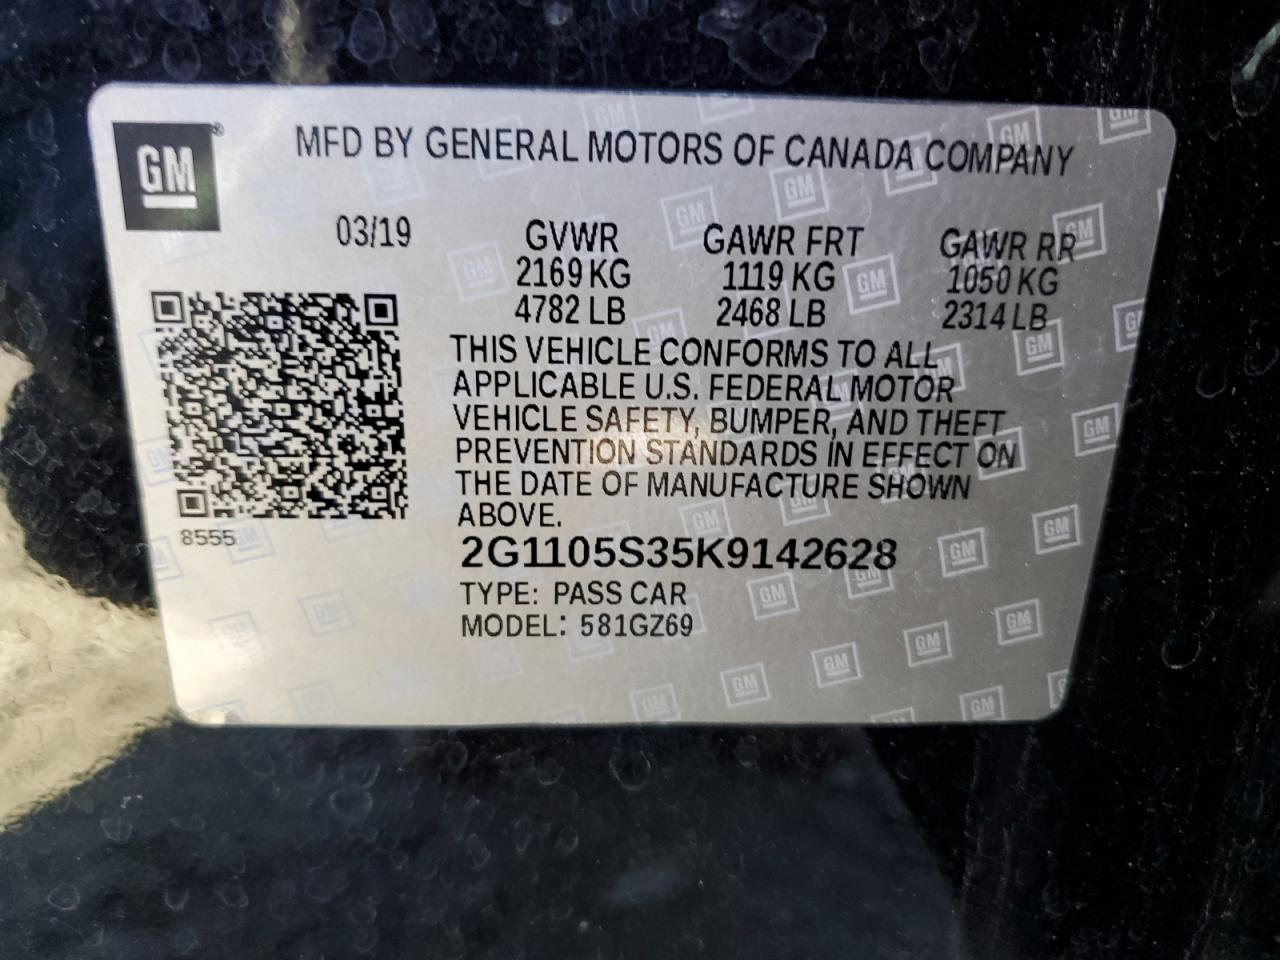 GM®
MFD BY GENERAL MOTORS OF CANADA COMPANY
03/19
GVWR GAWR FRT GAWR RR
2169 KG 1119 KG 1050 KG
4782 LB 2468 LB 2314 LB
THIS VEHICLE CONFORMS TO ALL
APPLICABLE U.S. FEDERAL MOTOR
VEHICLE SAFETY, BUMPER, AND THEFT
PREVENTION STANDARDS IN EFFECT ON
THE DATE OF MANUFACTURE SHOWN
ABOVE.
8555
2G1105S35K9142628
TYPE: PASS CAR
MODEL: 581GZ69